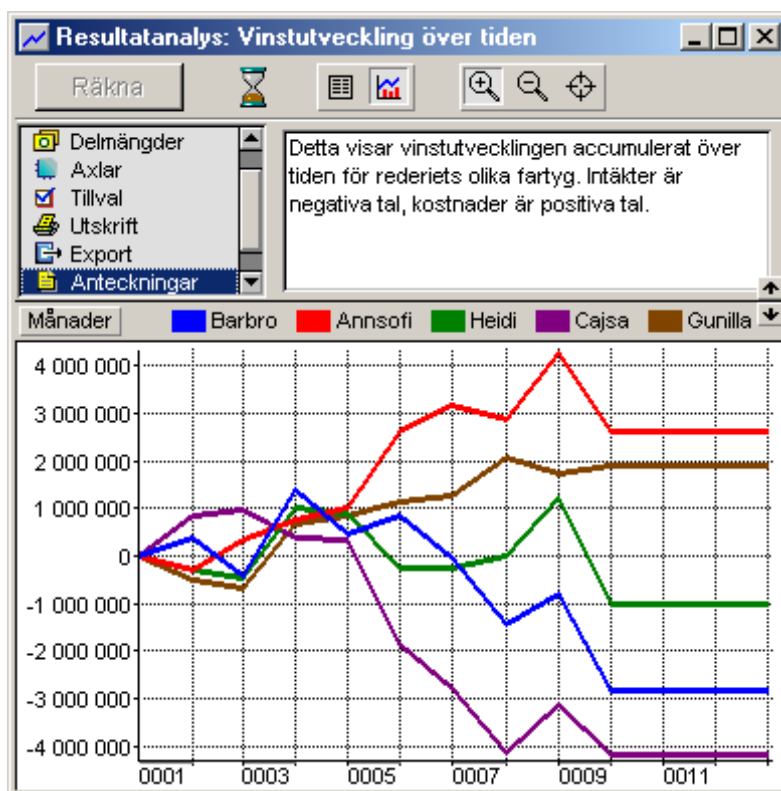 Resultatanalys: Vinstutveckling över tiden
Räkna
Delmängder
Axlar
Tillval
Utskrift
Export
Anteckningar
Detta visar vinstutvecklingen accumulerat över
tiden för rederiets olika fartyg. Intäkter är
negativa tal, kostnader är positiva tal.
Månader Barbro Annsofi Heidi Cajsa Gunilla
4 000 000
3 000 000
2 000 000
1 000 000
0
-1 000 000
-2 000 000
-3 000 000
-4 000 000
0001 0003 0005 0007 0009 0011